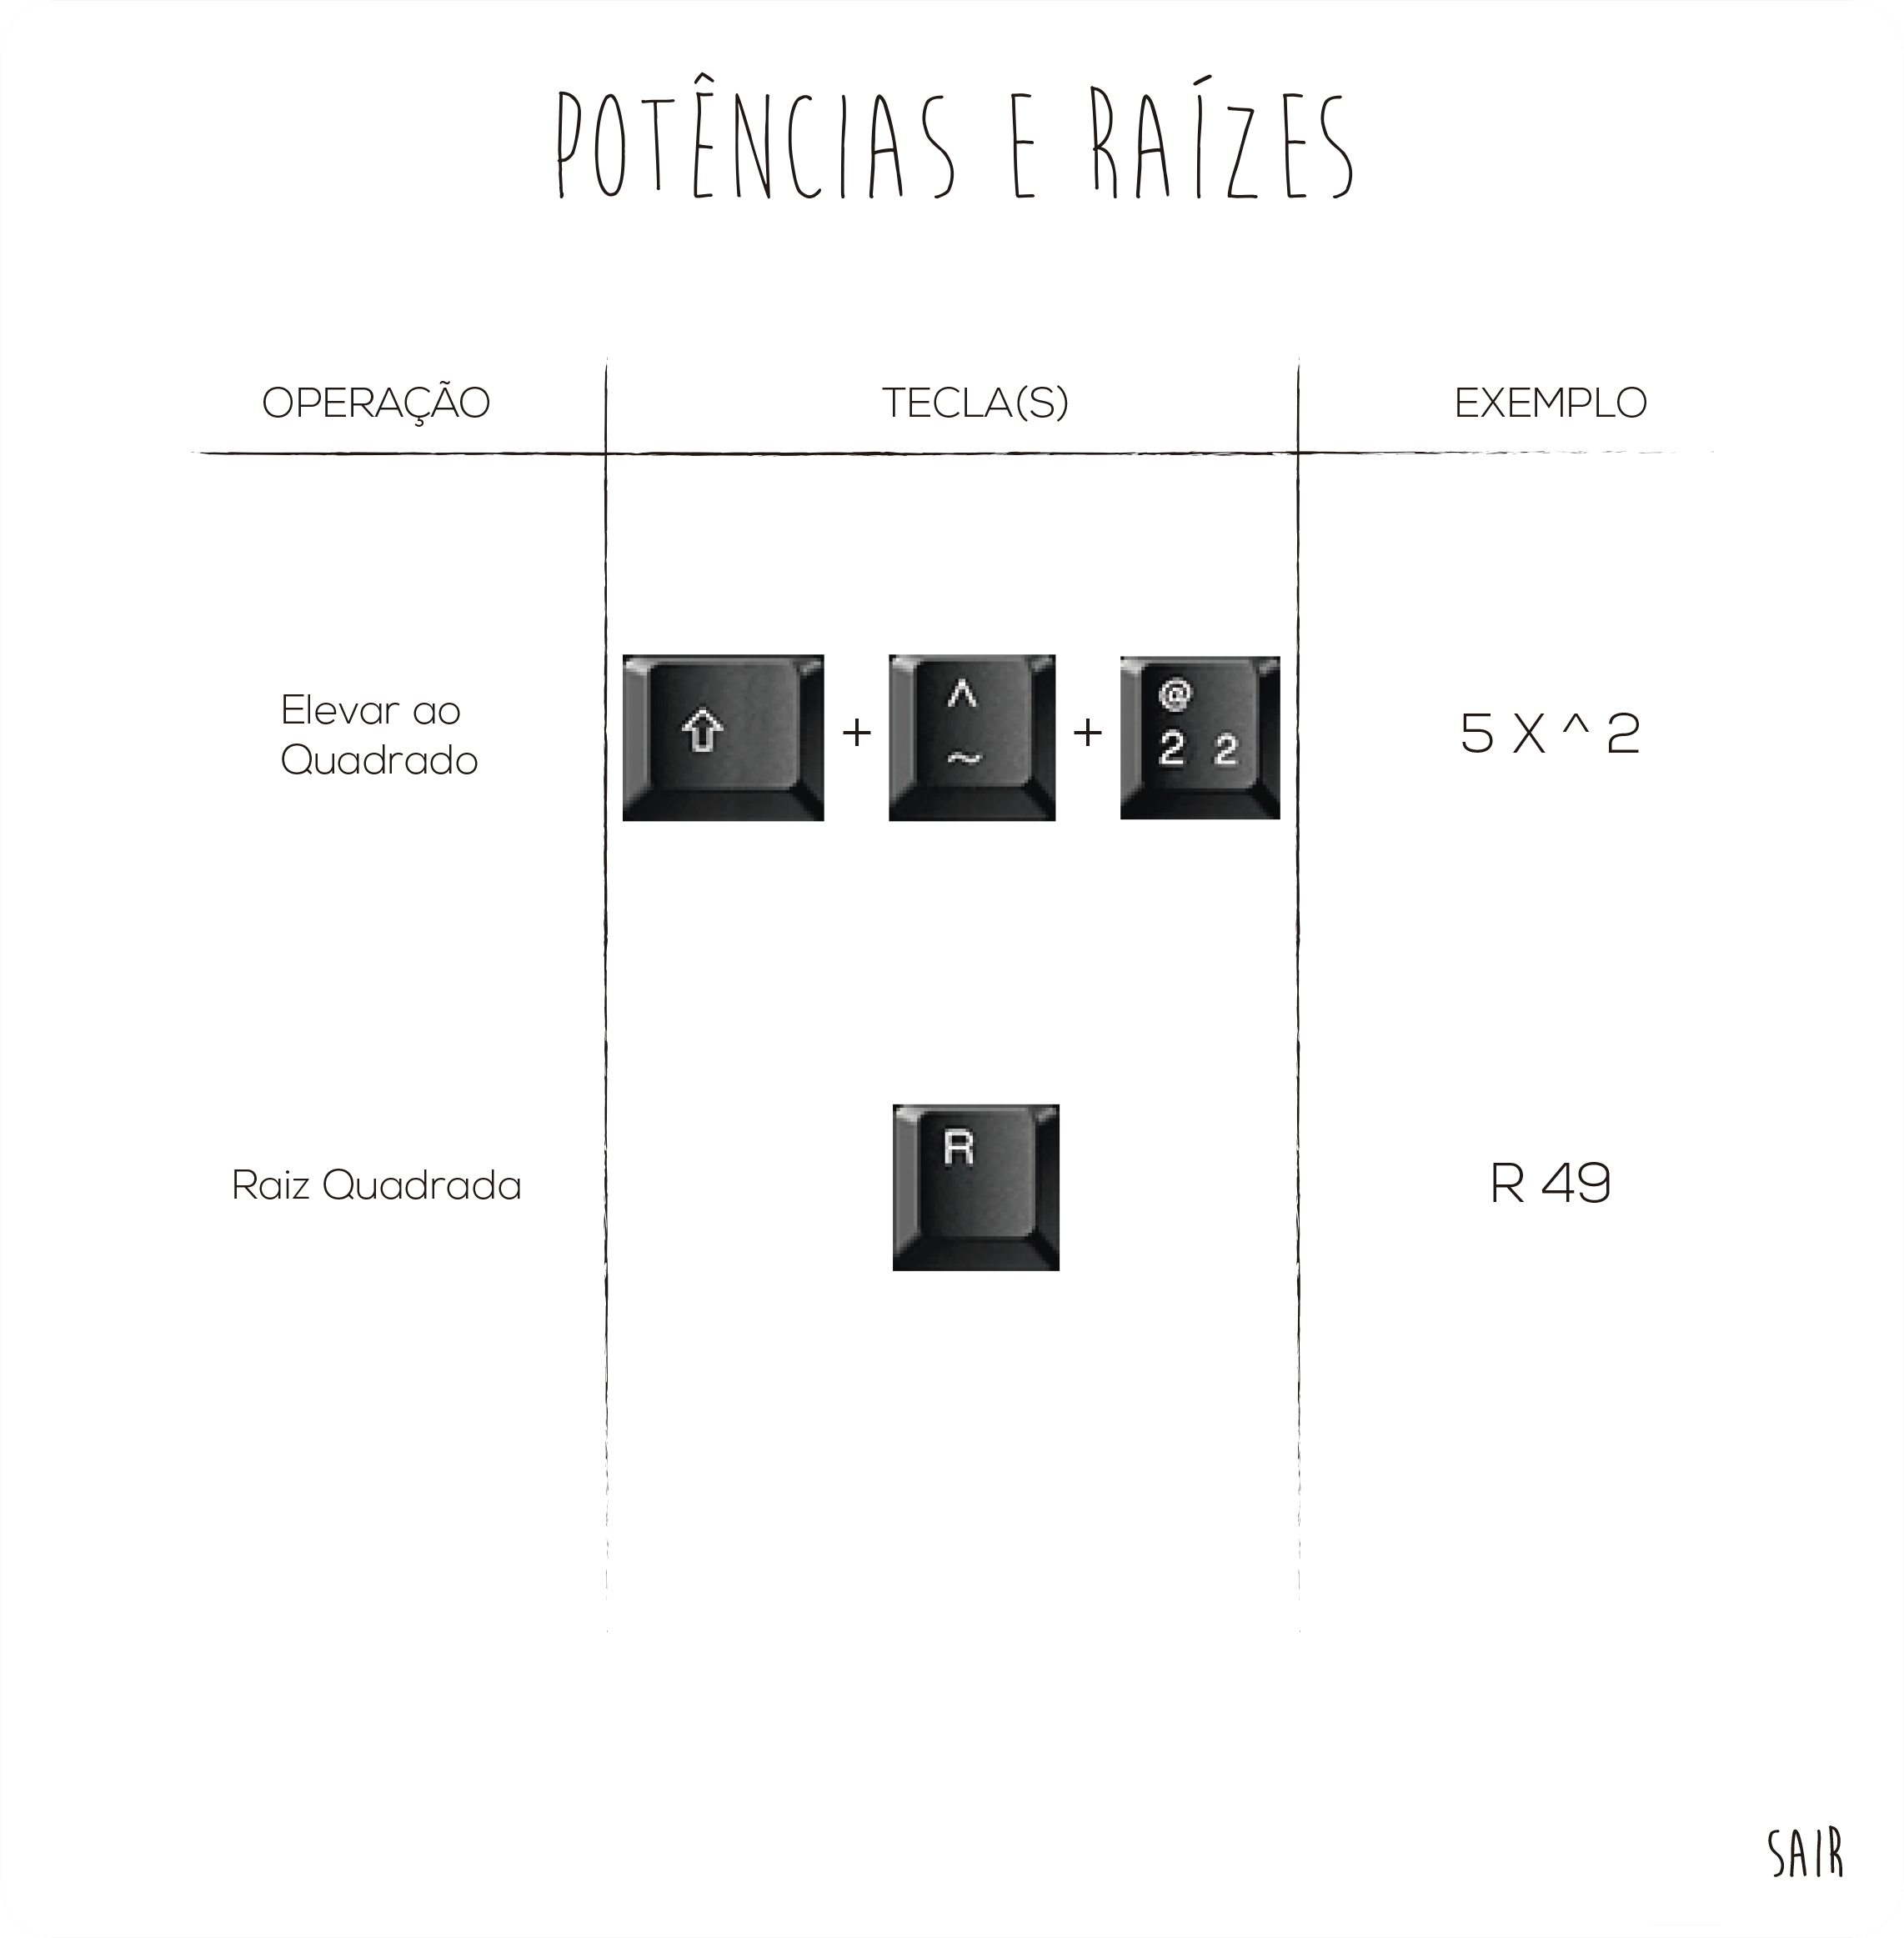 POTÊNCIAS E RAÍZES
OPERAÇÃO TECLA(S) EXEMPLO
Elevar ao
Quadrado
⇧ + ^ ~ + @ 2 2
5 X ^ 2
Raiz Quadrada
R
R 49
SAIR